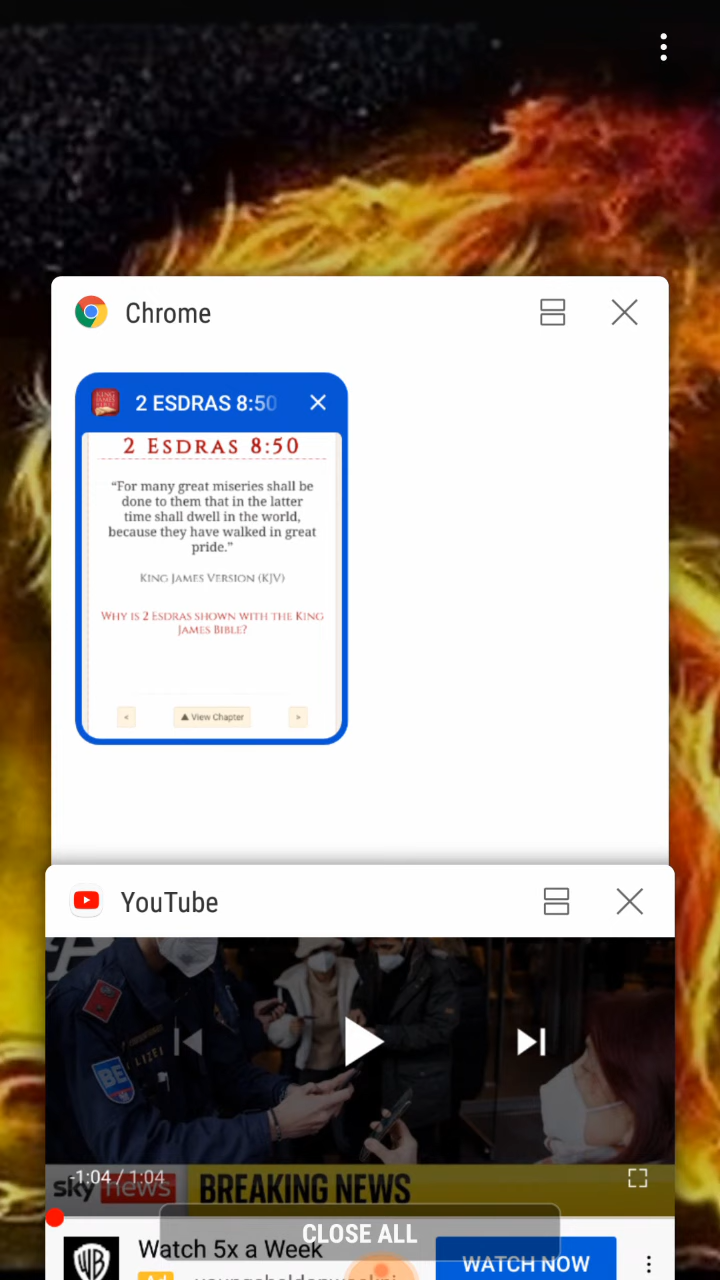 Chrome
2 ESDRAS 8:50
2 ESDRAS 8:50
“For many great miseries shall be
done to them that in the latter
time shall dwell in the world,
because they have walked in great
pride.”
KING JAMES VERSION (KJV)
WHY IS 2 ESDRAS SHOWN WITH THE KING
JAMES BIBLE?
<
▲ View Chapter
>
YouTube
-1:04 / 1:04
sky news
BREAKING NEWS
CLOSE ALL
Watch 5x a Week
Ad
WATCH NOW